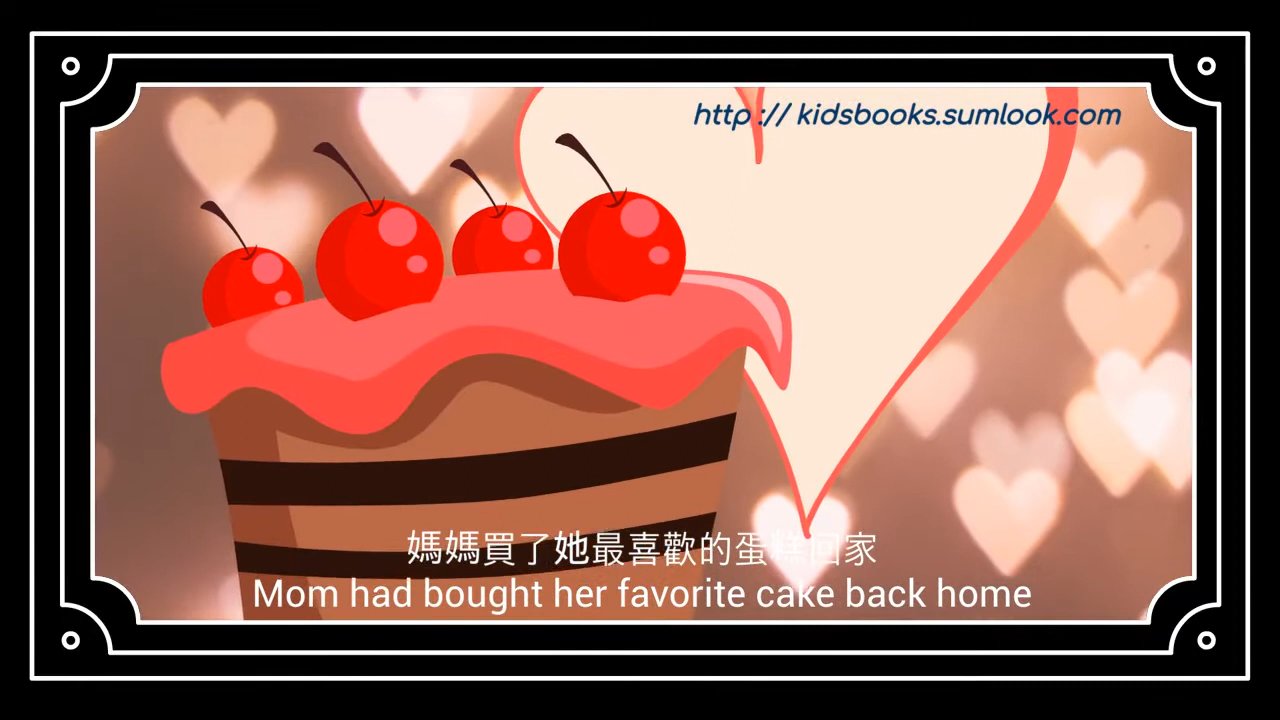 http :// kidsbooks.sumlook.com
媽媽買了她最喜歡的蛋糕回家
Mom had bought her favorite cake back home